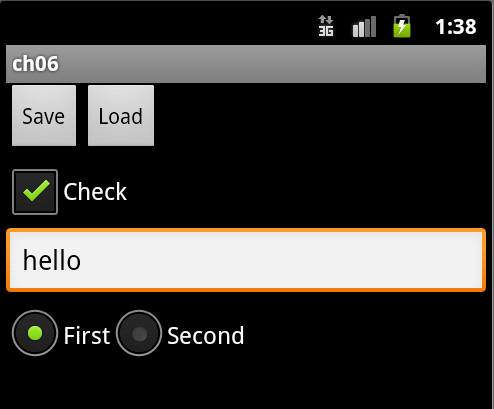 3G 1:38
ch06
Save Load
Check
hello
First Second